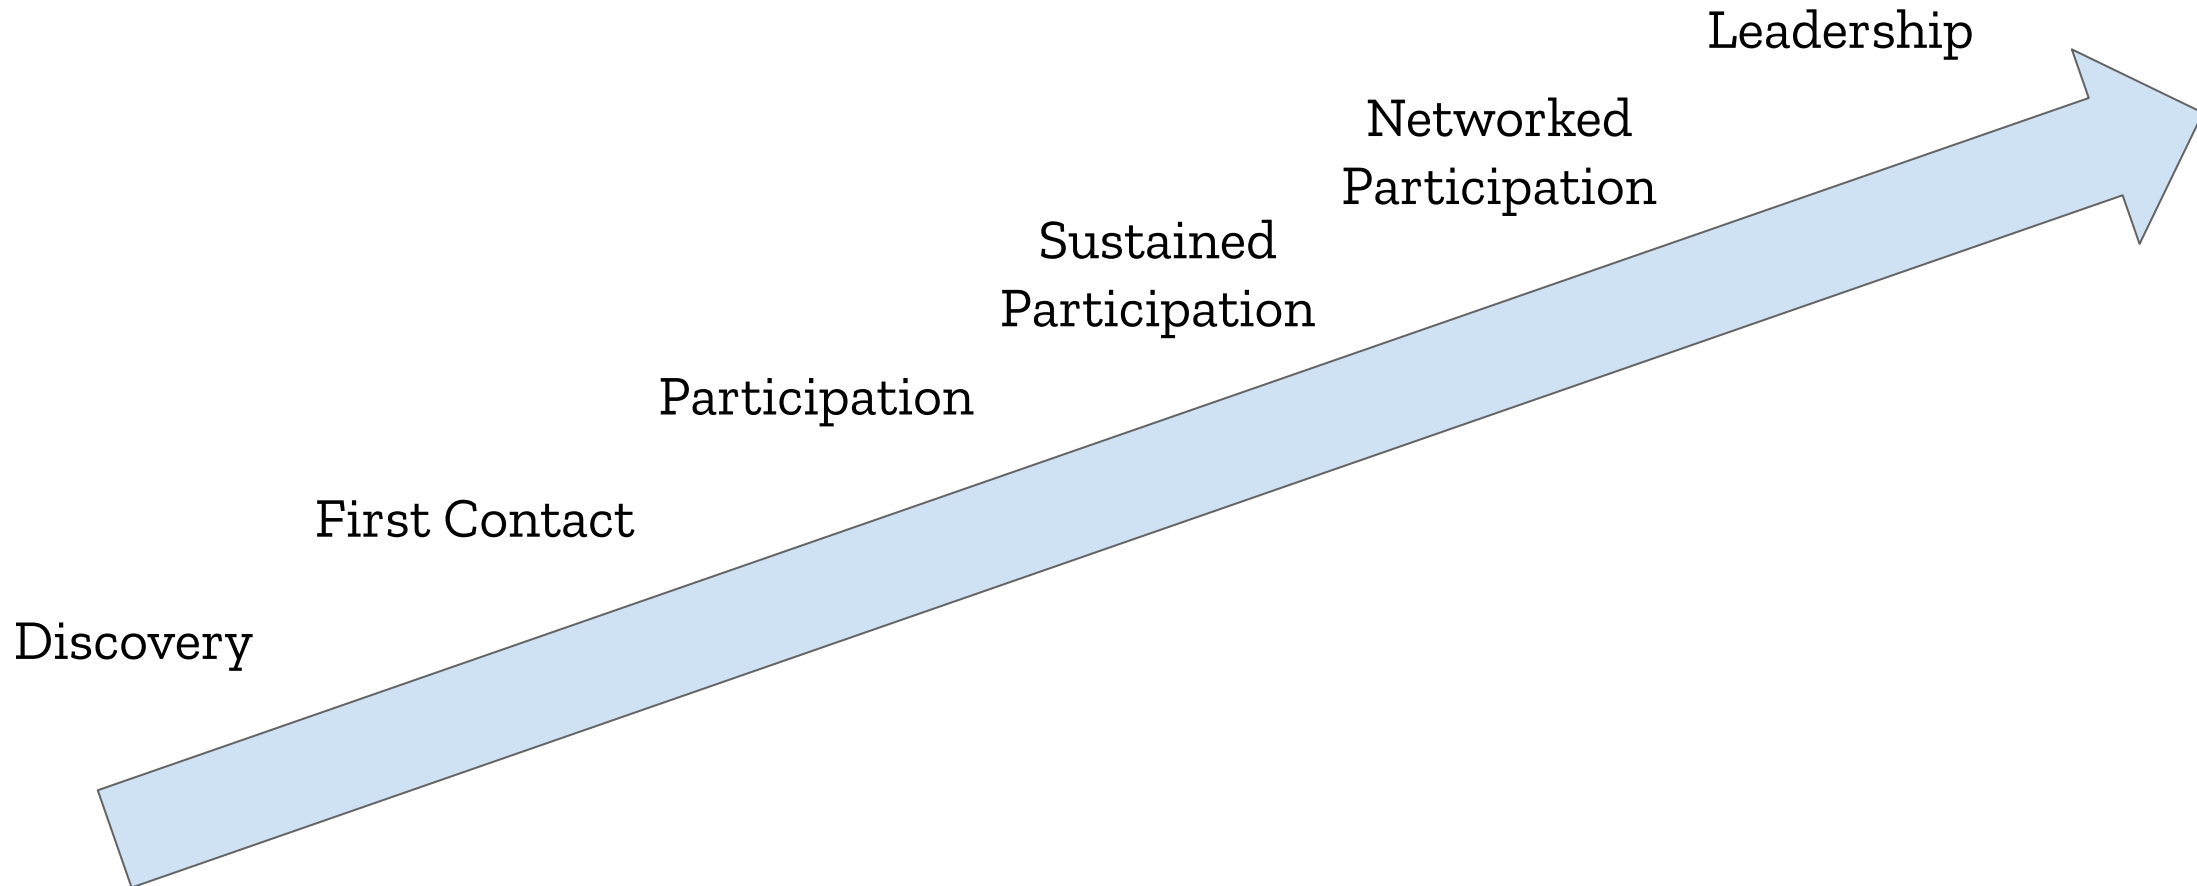 Leadership
Networked
Participation
Sustained
Participation
Participation
First Contact
Discovery